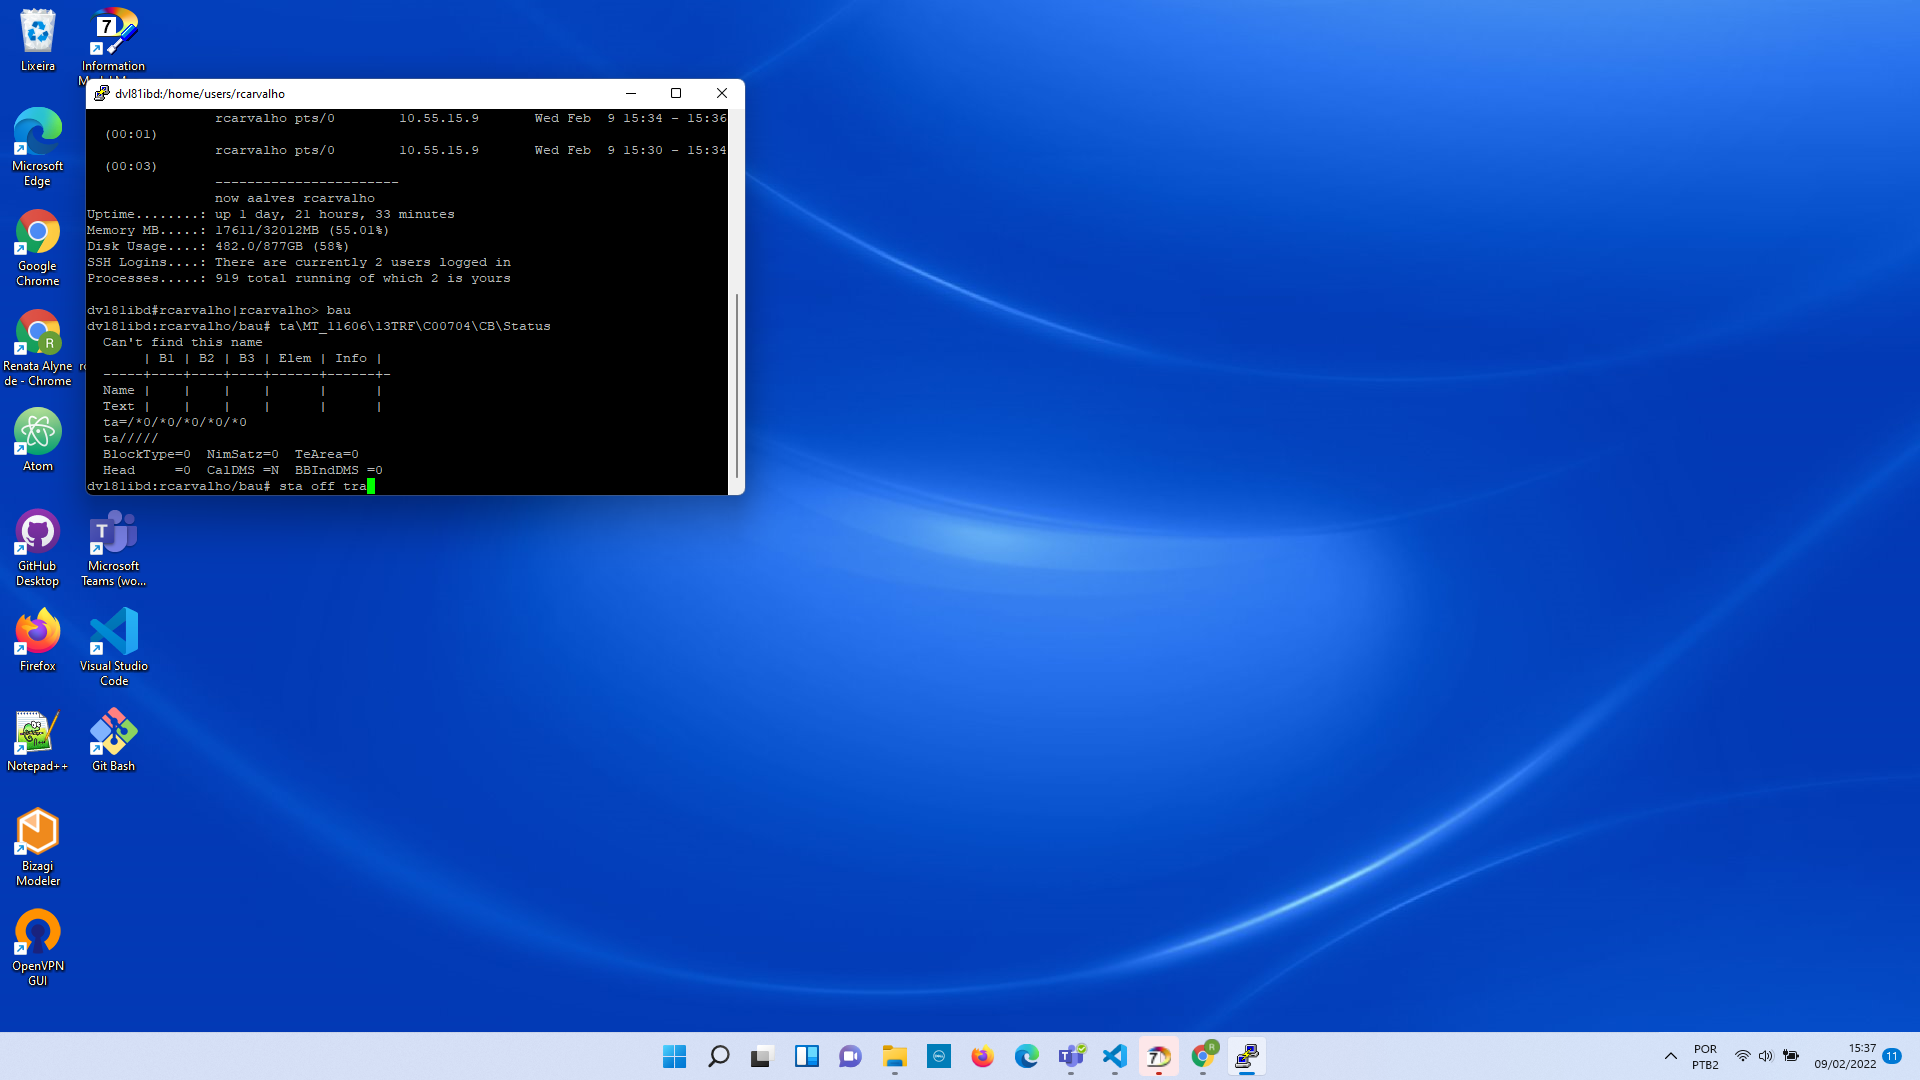 Lixeira
Information
dvl81ibd:/home/users/rcarvalho
rcarvalho pts/0        10.55.15.9       Wed Feb  9 15:34 - 15:36
(00:01)
rcarvalho pts/0        10.55.15.9       Wed Feb  9 15:30 - 15:34
(00:03)
-----------------------
now aalves rcarvalho
Uptime........: up 1 day, 21 hours, 33 minutes
Memory MB.....: 17611/32012MB (55.01%)
Disk Usage....: 482.0/877GB (58%)
SSH Logins....: There are currently 2 users logged in
Processes.....: 919 total running of which 2 is yours
dvl81ibd#rcarvalho|rcarvalho> bau
dvl81ibd:rcarvalho/bau# ta\MT_11606\13TRF\C00704\CB\Status
Can't find this name
| B1 | B2 | B3 | Elem | Info |
-----+----+----+----+------+------+-
Name |    |    |    |      |      |
Text |    |    |    |      |      |
ta=/*0/*0/*0/*0/*0
ta/////
BlockType=0  NimSatz=0  TeArea=0
Head     =0  CalDMS =N  BBIndDMS =0
dvl81ibd:rcarvalho/bau# sta off tra
Microsoft
Edge
Google
Chrome
Renata Alyne
de - Chrome
Atom
GitHub
Desktop
Microsoft
Teams (wo...
Firefox
Visual Studio
Code
Notepad++
Git Bash
Bizagi
Modeler
OpenVPN
GUI
POR
PTB2
15:37
09/02/2022
11